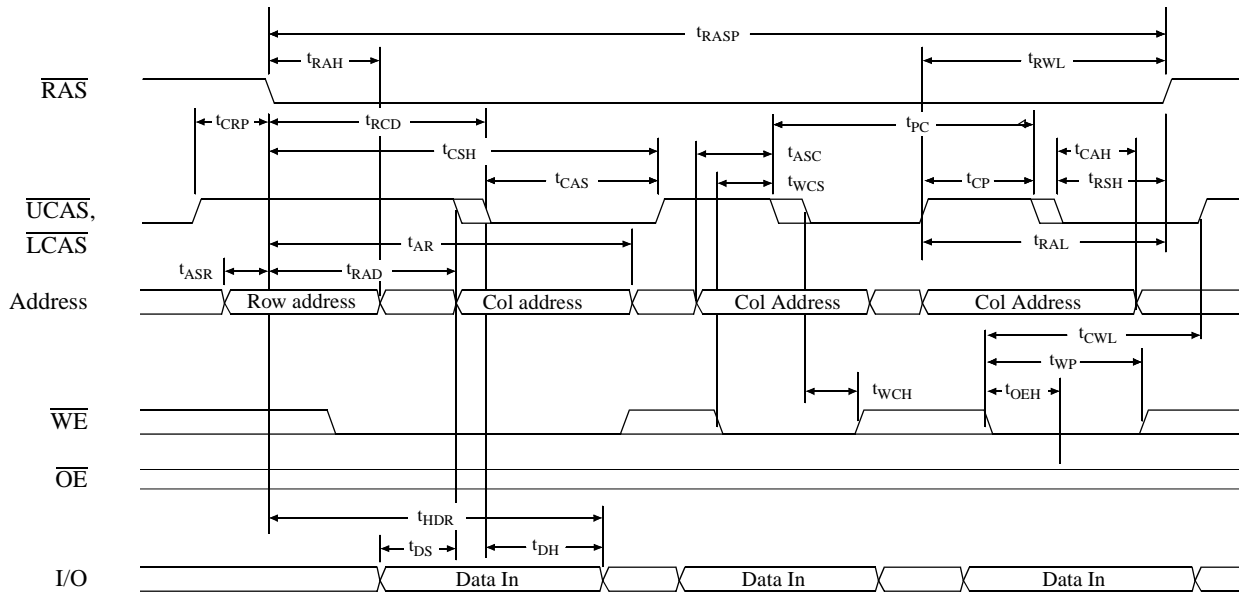 tRASP
tRAH
tRWL
RAS
tCRP
tRCD
tPC
tCSH
tASC
tCAH
tCAS
tWCS
tCP
tRSH
UCAS,
LCAS
tAR
tRAL
tASR
tRAD
Address
Row address
Col address
Col Address
Col Address
tCWL
tWP
tWCH
tOEH
WE
OE
tHDR
tDS
tDH
I/O
Data In
Data In
Data In